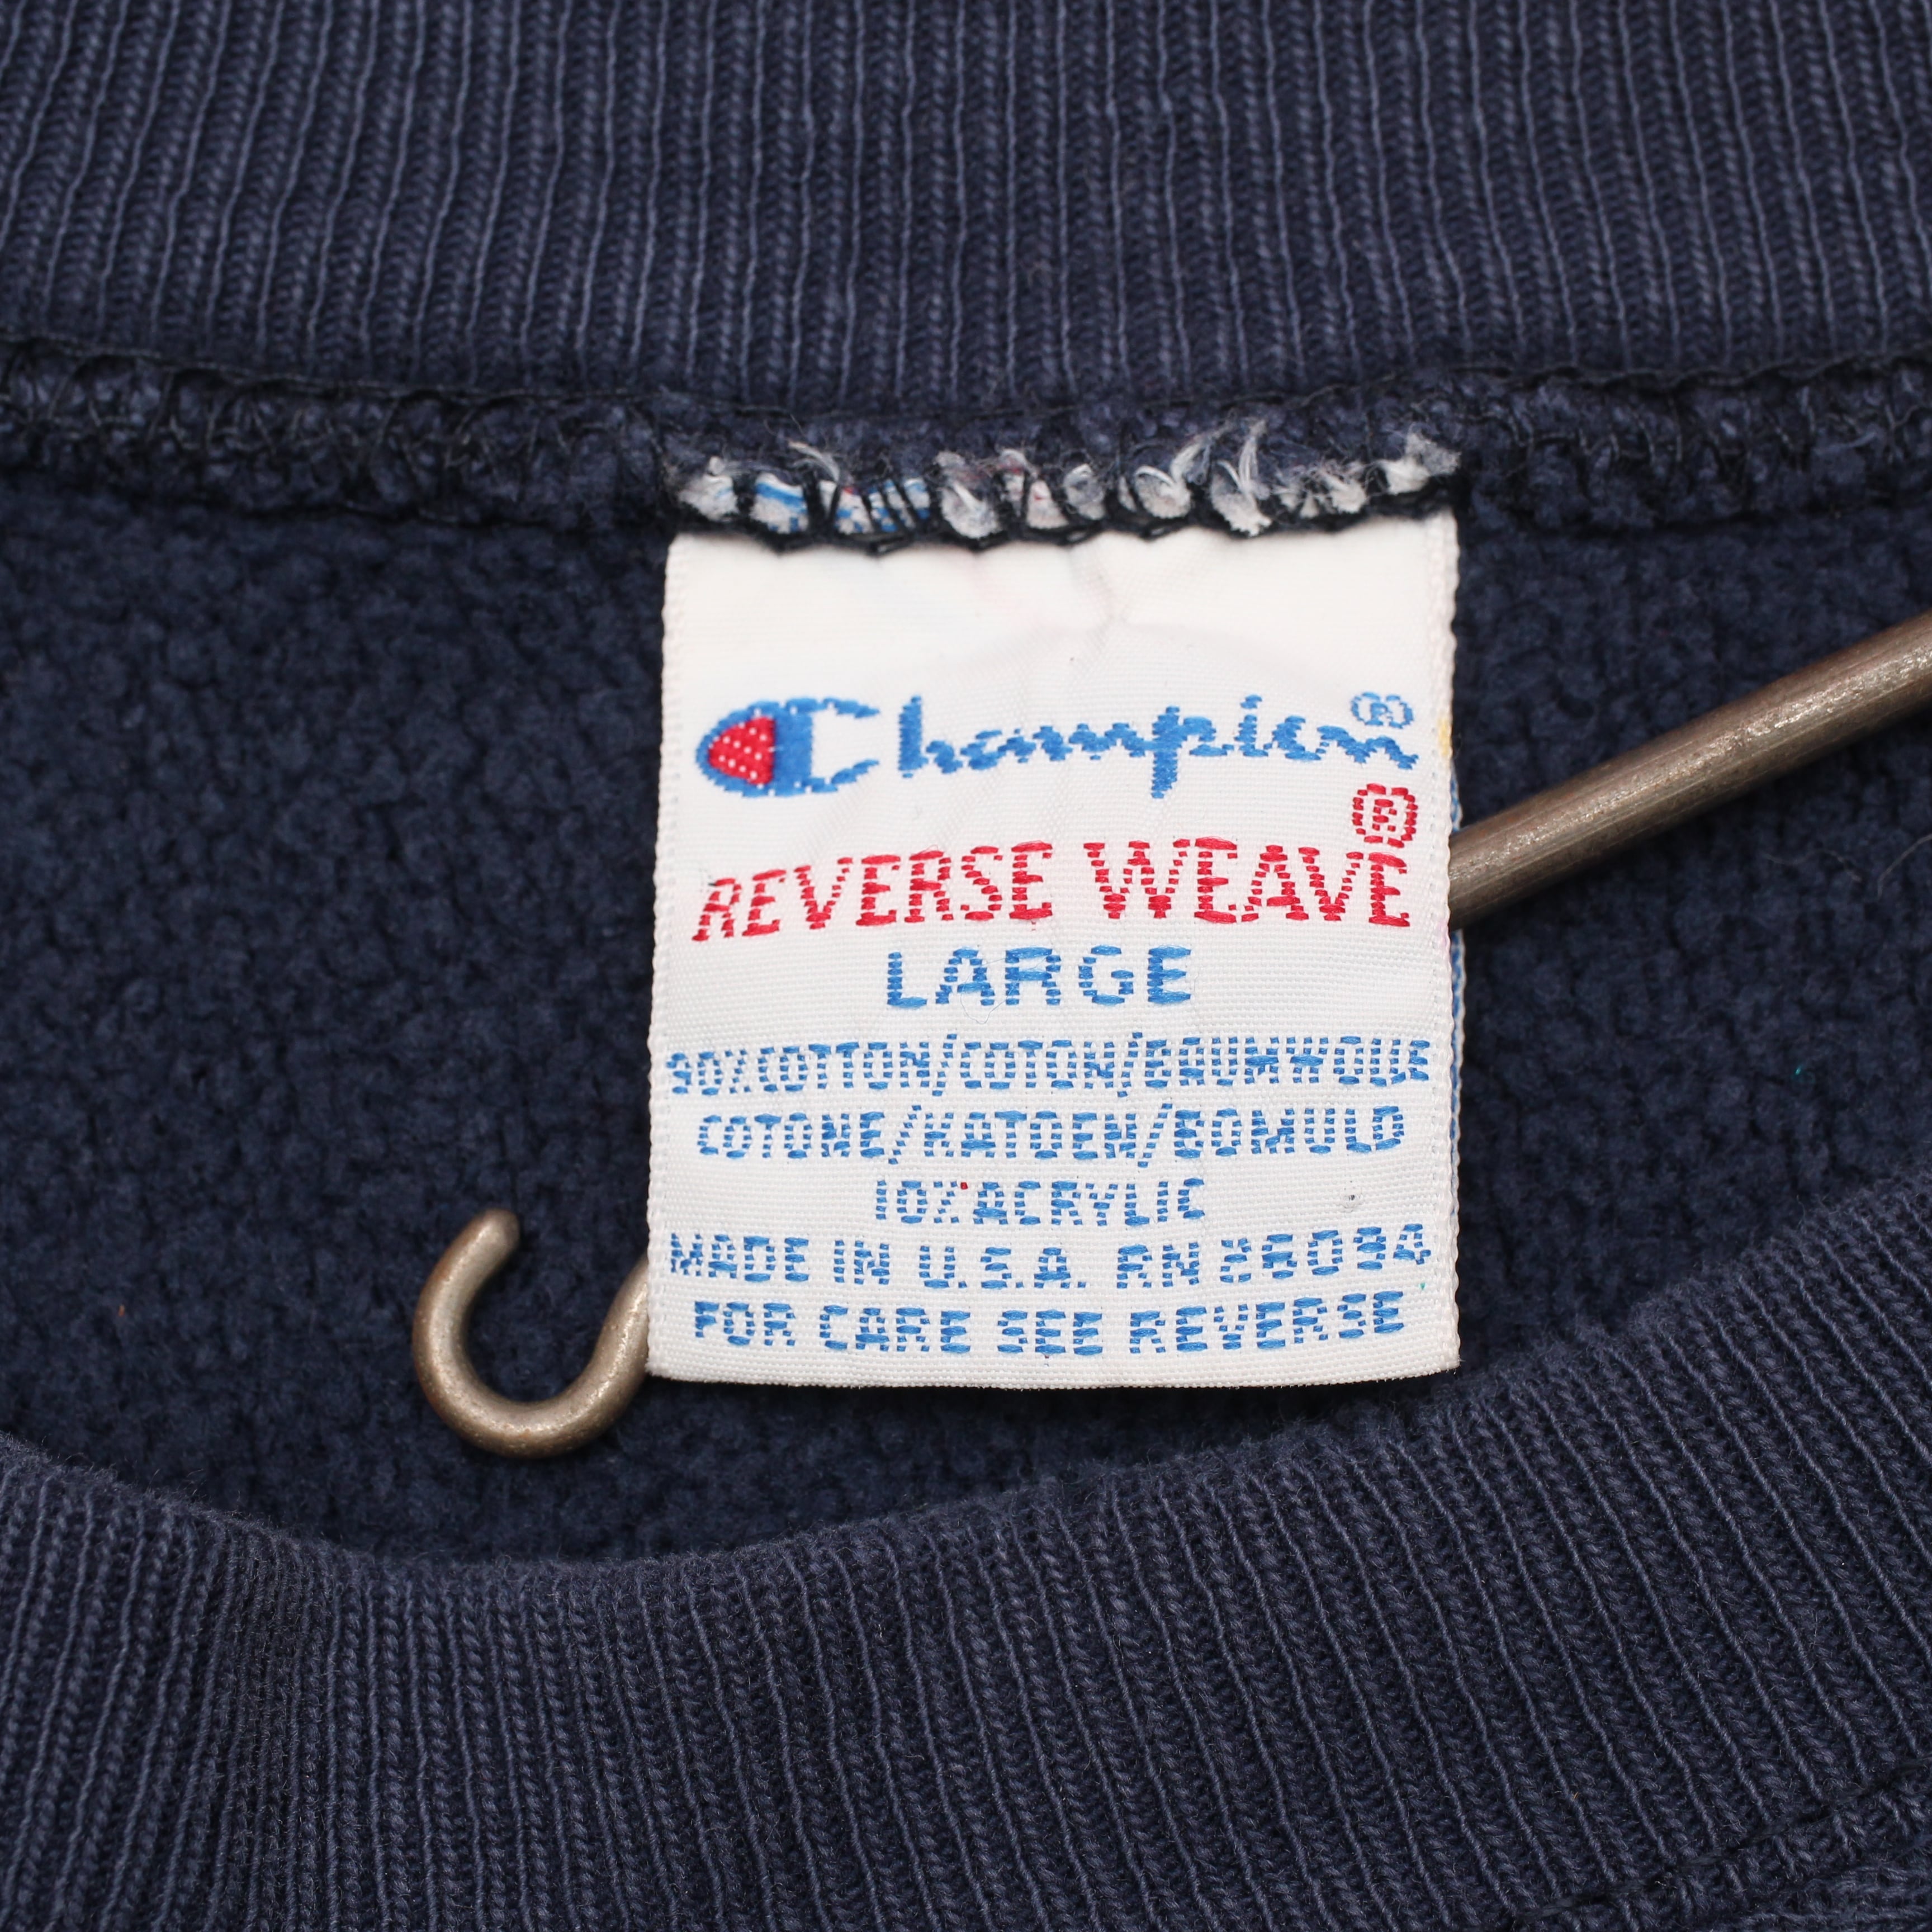 Champion®
REVERSE WEAVE®
LARGE
90% COTTON/COTON/BAUMWOLLE
COTONE/KATOEN/BOMULD
10% ACRYLIC
MADE IN U.S.A. RN 26094
FOR CARE SEE REVERSE